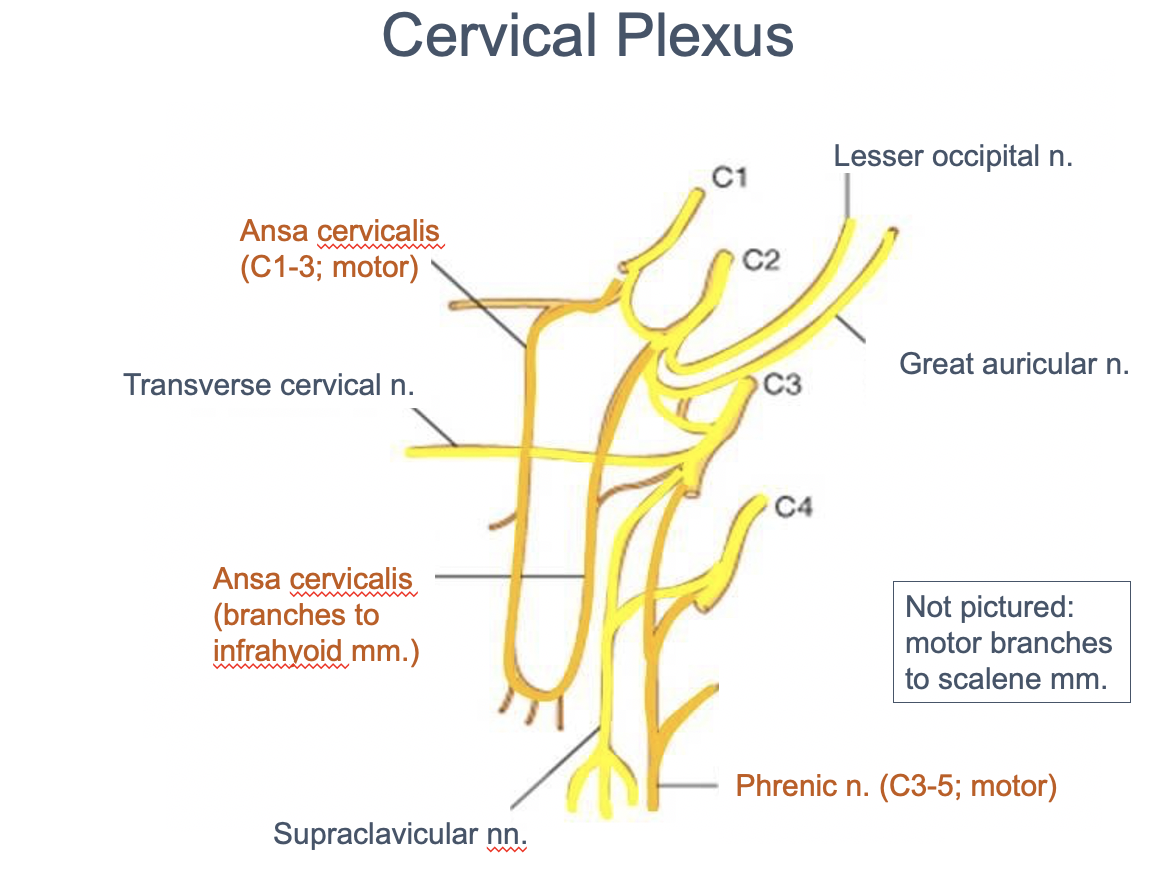 Cervical Plexus
Lesser occipital n.
C1
Ansa cervicalis
(C1-3; motor)
C2
Great auricular n.
Transverse cervical n.
C3
C4
Ansa cervicalis
(branches to
infrahyoid mm.)
Not pictured:
motor branches
to scalene mm.
Phrenic n. (C3-5; motor)
Supraclavicular nn.